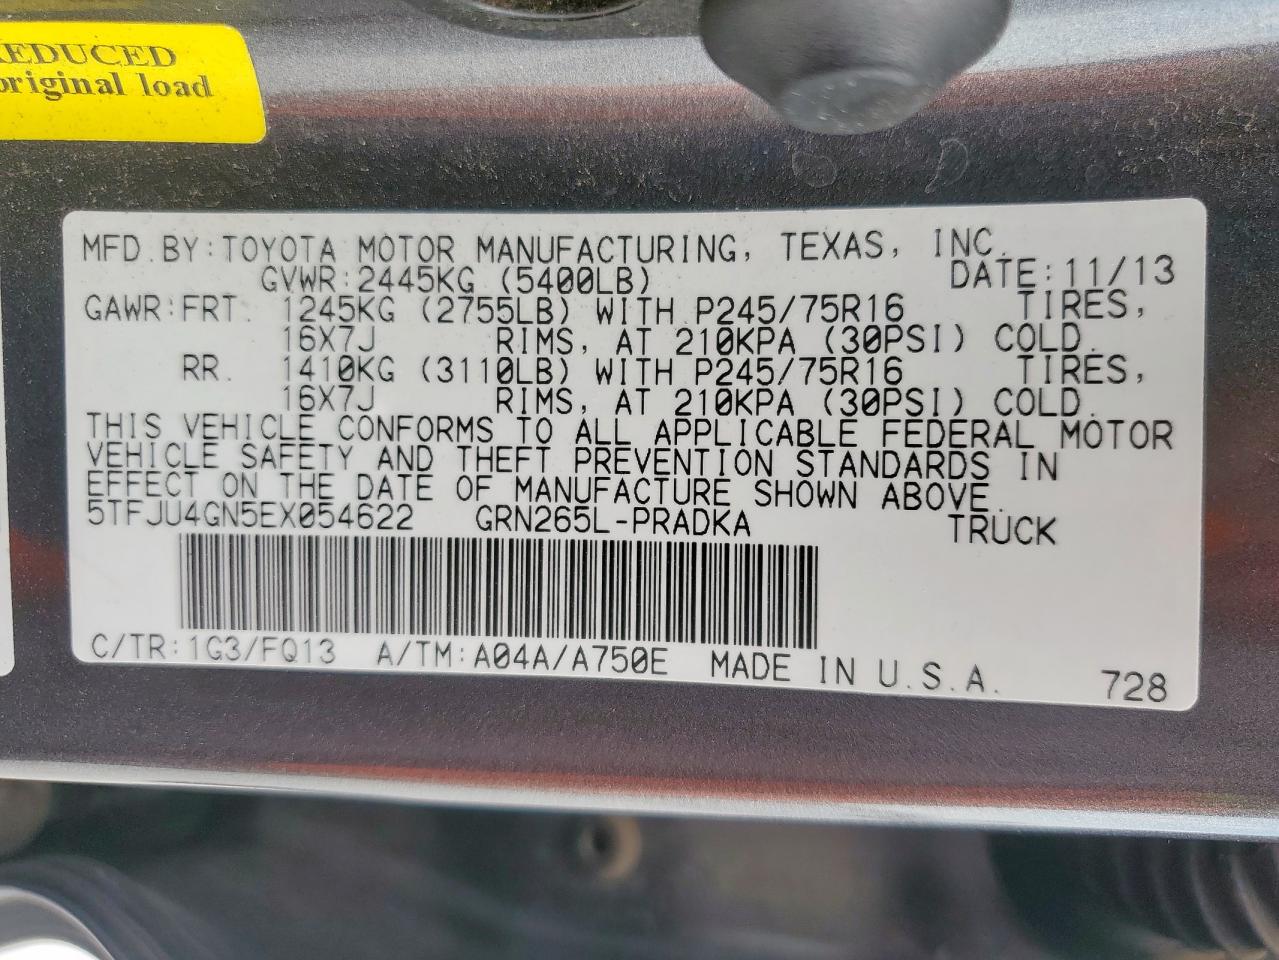 REDUCED
original load
MFD. BY: TOYOTA MOTOR MANUFACTURING, TEXAS, INC.
GVWR: 2445KG (5400LB) DATE: 11/13
GAWR: FRT. 1245KG (2755LB) WITH P245/75R16 TIRES,
16X7J RIMS, AT 210KPA (30PSI) COLD.
RR. 1410KG (3110LB) WITH P245/75R16 TIRES,
16X7J RIMS, AT 210KPA (30PSI) COLD.
THIS VEHICLE CONFORMS TO ALL APPLICABLE FEDERAL MOTOR
VEHICLE SAFETY AND THEFT PREVENTION STANDARDS IN
EFFECT ON THE DATE OF MANUFACTURE SHOWN ABOVE.
5TFJU4GN5EX054622 GRN265L-PRADKA TRUCK
C/TR: 1G3/FQ13 A/TM: A04A/A750E MADE IN U.S.A. 728